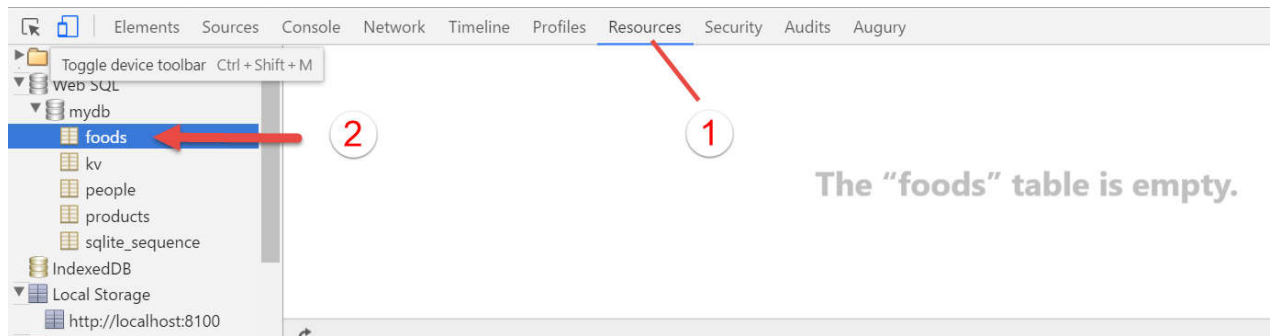 Elements Sources Console Network Timeline Profiles Resources Security Audits Augury
Toggle device toolbar Ctrl + Shift + M
Web SQL
mydb
foods
2
1
kv
people
The “foods” table is empty.
products
sqlite_sequence
IndexedDB
Local Storage
http://localhost:8100